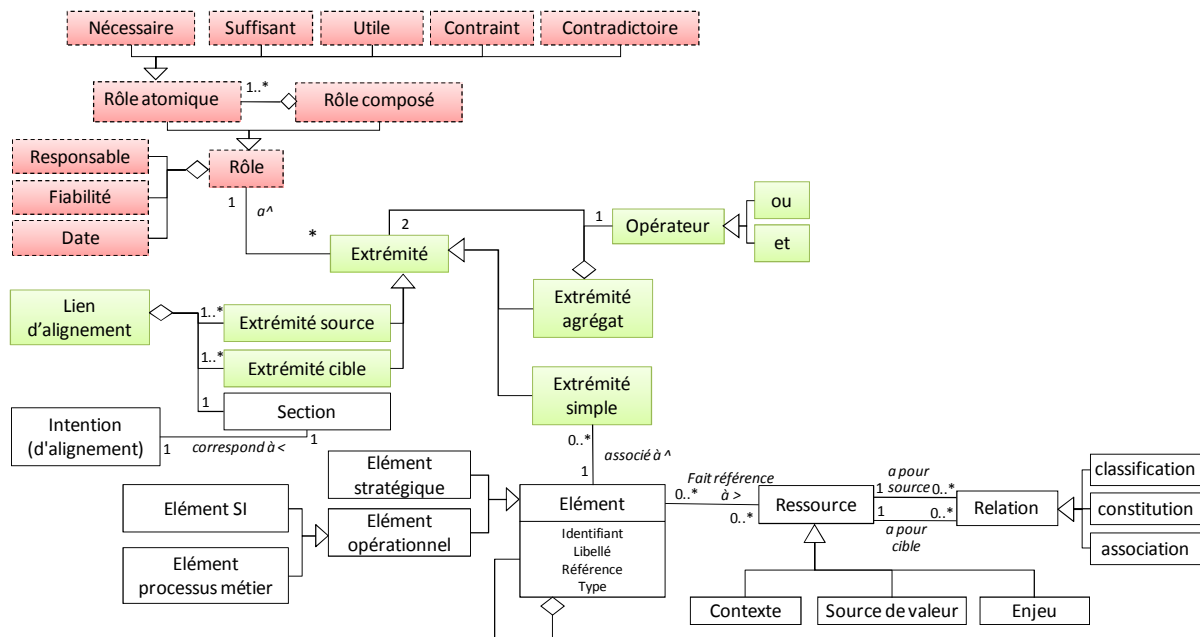 Nécessaire
Suffisant
Utile
Contraint
Contradictoire
Rôle atomique
1..*
Rôle composé
Responsable
Fiabilité
Date
Rôle
1
a^
*
2
1
Opérateur
ou
et
Extrémité
Lien
d'alignement
1..*
Extrémité source
1..*
Extrémité cible
1
Section
Extrémité
agrégat
Extrémité
simple
Intention
(d'alignement)
1
correspond à <
1
0..*
associé à ^
1
Elément
stratégique
Elément SI
Elément
opérationnel
Elément
processus métier
Elément
Identifiant
Libellé
Référence
Type
Fait référence
à >
0..*
0..*
Ressource
a pour
source
1
0..*
1
0..*
a pour
cible
Relation
classification
constitution
association
Contexte
Source de valeur
Enjeu